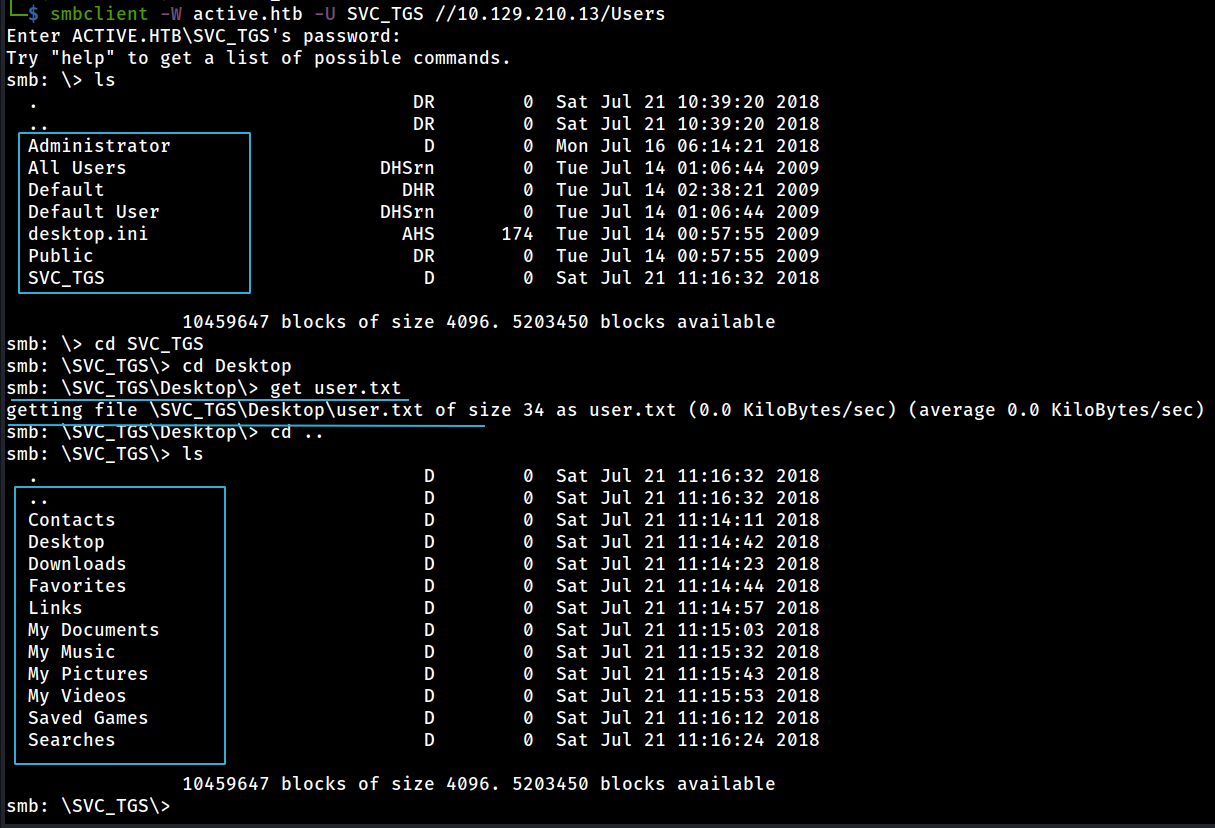 └─$ smbclient -W active.htb -U SVC_TGS //10.129.210.13/Users
Enter ACTIVE.HTB\SVC_TGS's password:
Try "help" to get a list of possible commands.
smb: \> ls
  .                                  DR        0  Sat Jul 21 10:39:20 2018
  ..                                 DR        0  Sat Jul 21 10:39:20 2018
  Administrator                       D        0  Mon Jul 16 06:14:21 2018
  All Users                       DHSrn        0  Tue Jul 14 01:06:44 2009
  Default                           DHR        0  Tue Jul 14 02:38:21 2009
  Default User                    DHSrn        0  Tue Jul 14 01:06:44 2009
  desktop.ini                       AHS      174  Tue Jul 14 00:57:55 2009
  Public                             DR        0  Tue Jul 14 00:57:55 2009
  SVC_TGS                             D        0  Sat Jul 21 11:16:32 2018
                10459647 blocks of size 4096. 5203450 blocks available
smb: \> cd SVC_TGS
smb: \SVC_TGS\> cd Desktop
smb: \SVC_TGS\Desktop\> get user.txt
getting file \SVC_TGS\Desktop\user.txt of size 34 as user.txt (0.0 KiloBytes/sec) (average 0.0 KiloBytes/sec)
smb: \SVC_TGS\Desktop\> cd ..
smb: \SVC_TGS\> ls
  .                                   D        0  Sat Jul 21 11:16:32 2018
  ..                                  D        0  Sat Jul 21 11:16:32 2018
  Contacts                            D        0  Sat Jul 21 11:14:11 2018
  Desktop                             D        0  Sat Jul 21 11:14:42 2018
  Downloads                           D        0  Sat Jul 21 11:14:23 2018
  Favorites                           D        0  Sat Jul 21 11:14:44 2018
  Links                               D        0  Sat Jul 21 11:14:57 2018
  My Documents                        D        0  Sat Jul 21 11:15:03 2018
  My Music                            D        0  Sat Jul 21 11:15:32 2018
  My Pictures                         D        0  Sat Jul 21 11:15:43 2018
  My Videos                           D        0  Sat Jul 21 11:15:53 2018
  Saved Games                         D        0  Sat Jul 21 11:16:12 2018
  Searches                            D        0  Sat Jul 21 11:16:24 2018
                10459647 blocks of size 4096. 5203450 blocks available
smb: \SVC_TGS\>